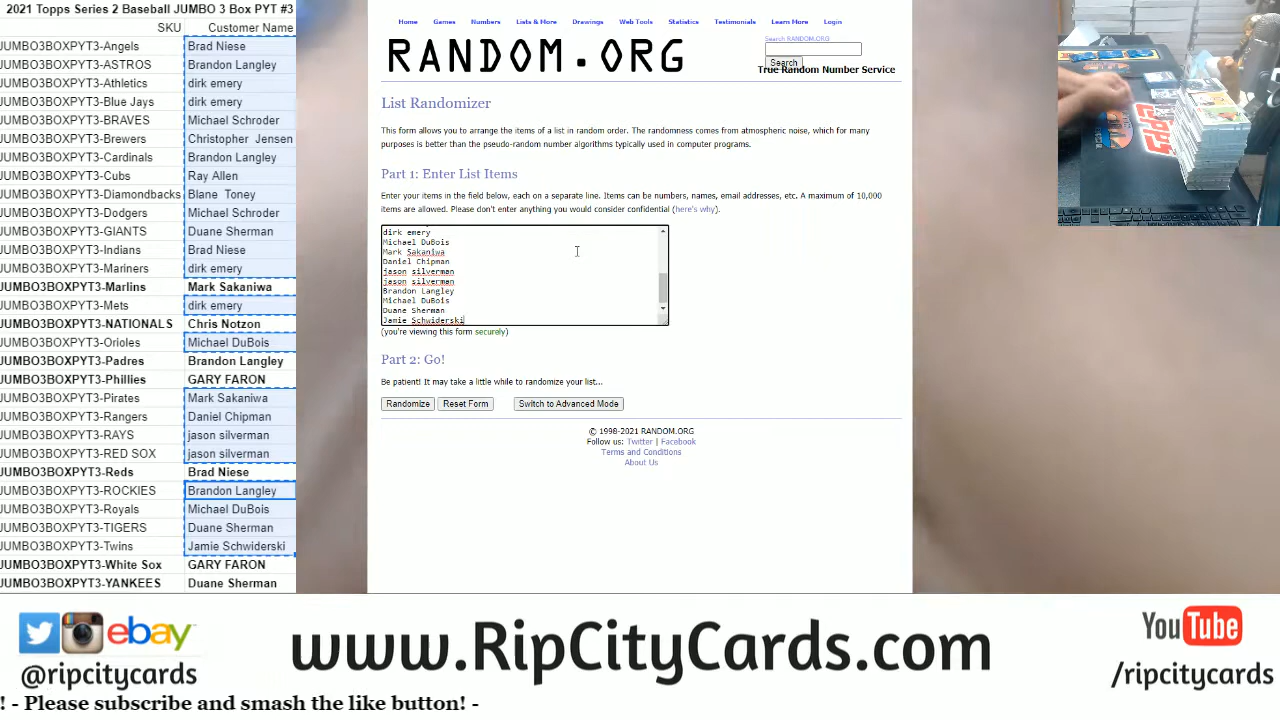 2021 Topps Series 2 Baseball JUMBO 3 Box PYT #3
SKU Customer Name
JUMBO3BOXPYT3-Angels Brad Niese
JUMBO3BOXPYT3-ASTROS Brandon Langley
JUMBO3BOXPYT3-Athletics dirk emery
JUMBO3BOXPYT3-Blue Jays dirk emery
JUMBO3BOXPYT3-BRAVES Michael Schroder
JUMBO3BOXPYT3-Brewers Christopher Jensen
JUMBO3BOXPYT3-Cardinals Brandon Langley
JUMBO3BOXPYT3-Cubs Ray Allen
JUMBO3BOXPYT3-Diamondbacks Blane Toney
JUMBO3BOXPYT3-Dodgers Michael Schroder
JUMBO3BOXPYT3-GIANTS Duane Sherman
JUMBO3BOXPYT3-Indians Brad Niese
JUMBO3BOXPYT3-Mariners dirk emery
JUMBO3BOXPYT3-Marlins Mark Sakaniwa
JUMBO3BOXPYT3-Mets dirk emery
JUMBO3BOXPYT3-NATIONALS Chris Notzon
JUMBO3BOXPYT3-Orioles Michael DuBois
JUMBO3BOXPYT3-Padres Brandon Langley
JUMBO3BOXPYT3-Phillies GARY FARON
JUMBO3BOXPYT3-Pirates Mark Sakaniwa
JUMBO3BOXPYT3-Rangers Daniel Chipman
JUMBO3BOXPYT3-RAYS jason silverman
JUMBO3BOXPYT3-RED SOX jason silverman
JUMBO3BOXPYT3-Reds Brad Niese
JUMBO3BOXPYT3-ROCKIES Brandon Langley
JUMBO3BOXPYT3-Royals Michael DuBois
JUMBO3BOXPYT3-TIGERS Duane Sherman
JUMBO3BOXPYT3-Twins Jamie Schwiderski
JUMBO3BOXPYT3-White Sox GARY FARON
JUMBO3BOXPYT3-YANKEES Duane Sherman
Home Games Numbers Lists & More Drawings Web Tools Statistics Testimonials Learn More Login
RANDOM.ORG
Search RANDOM.ORG
Search
True Random Number Service
List Randomizer
This form allows you to arrange the items of a list in random order. The randomness comes from atmospheric noise, which for many
purposes is better than the pseudo-random number algorithms typically used in computer programs.
Part 1: Enter List Items
Enter your items in the field below, each on a separate line. Items can be numbers, names, email addresses, etc. A maximum of 10,000
items are allowed. Please don't enter anything you would consider confidential (here's why).
dirk emery
Michael DuBois
Mark Sakaniwa
Daniel Chipman
jason silverman
jason silverman
Brandon Langley
Michael DuBois
Duane Sherman
Jamie Schwiderski
(you're viewing this form securely)
Part 2: Go!
Be patient! It may take a little while to randomize your list...
Randomize Reset Form Switch to Advanced Mode
© 1998-2021 RANDOM.ORG
Follow us: Twitter | Facebook
Terms and Conditions
About Us
ebay
@ripcitycards
www.RipCityCards.com
YouTube
/ripcitycards
! - Please subscribe and smash the like button! -